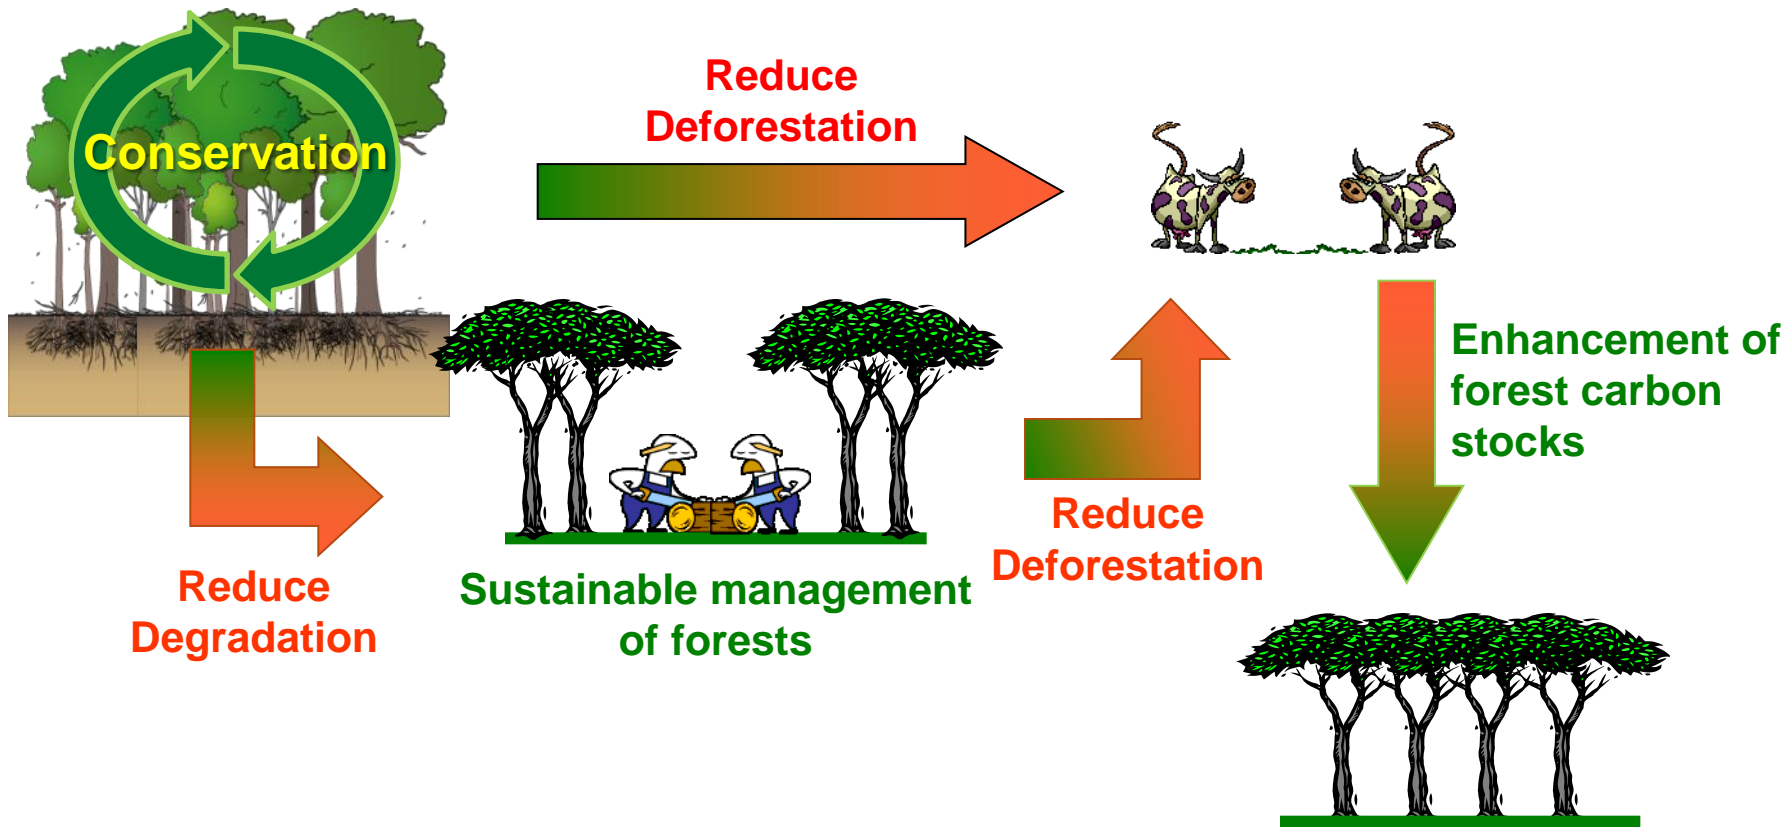 Conservation
Reduce
Deforestation
Enhancement of
forest carbon
stocks
Reduce
Deforestation
Sustainable management
of forests
Reduce
Degradation